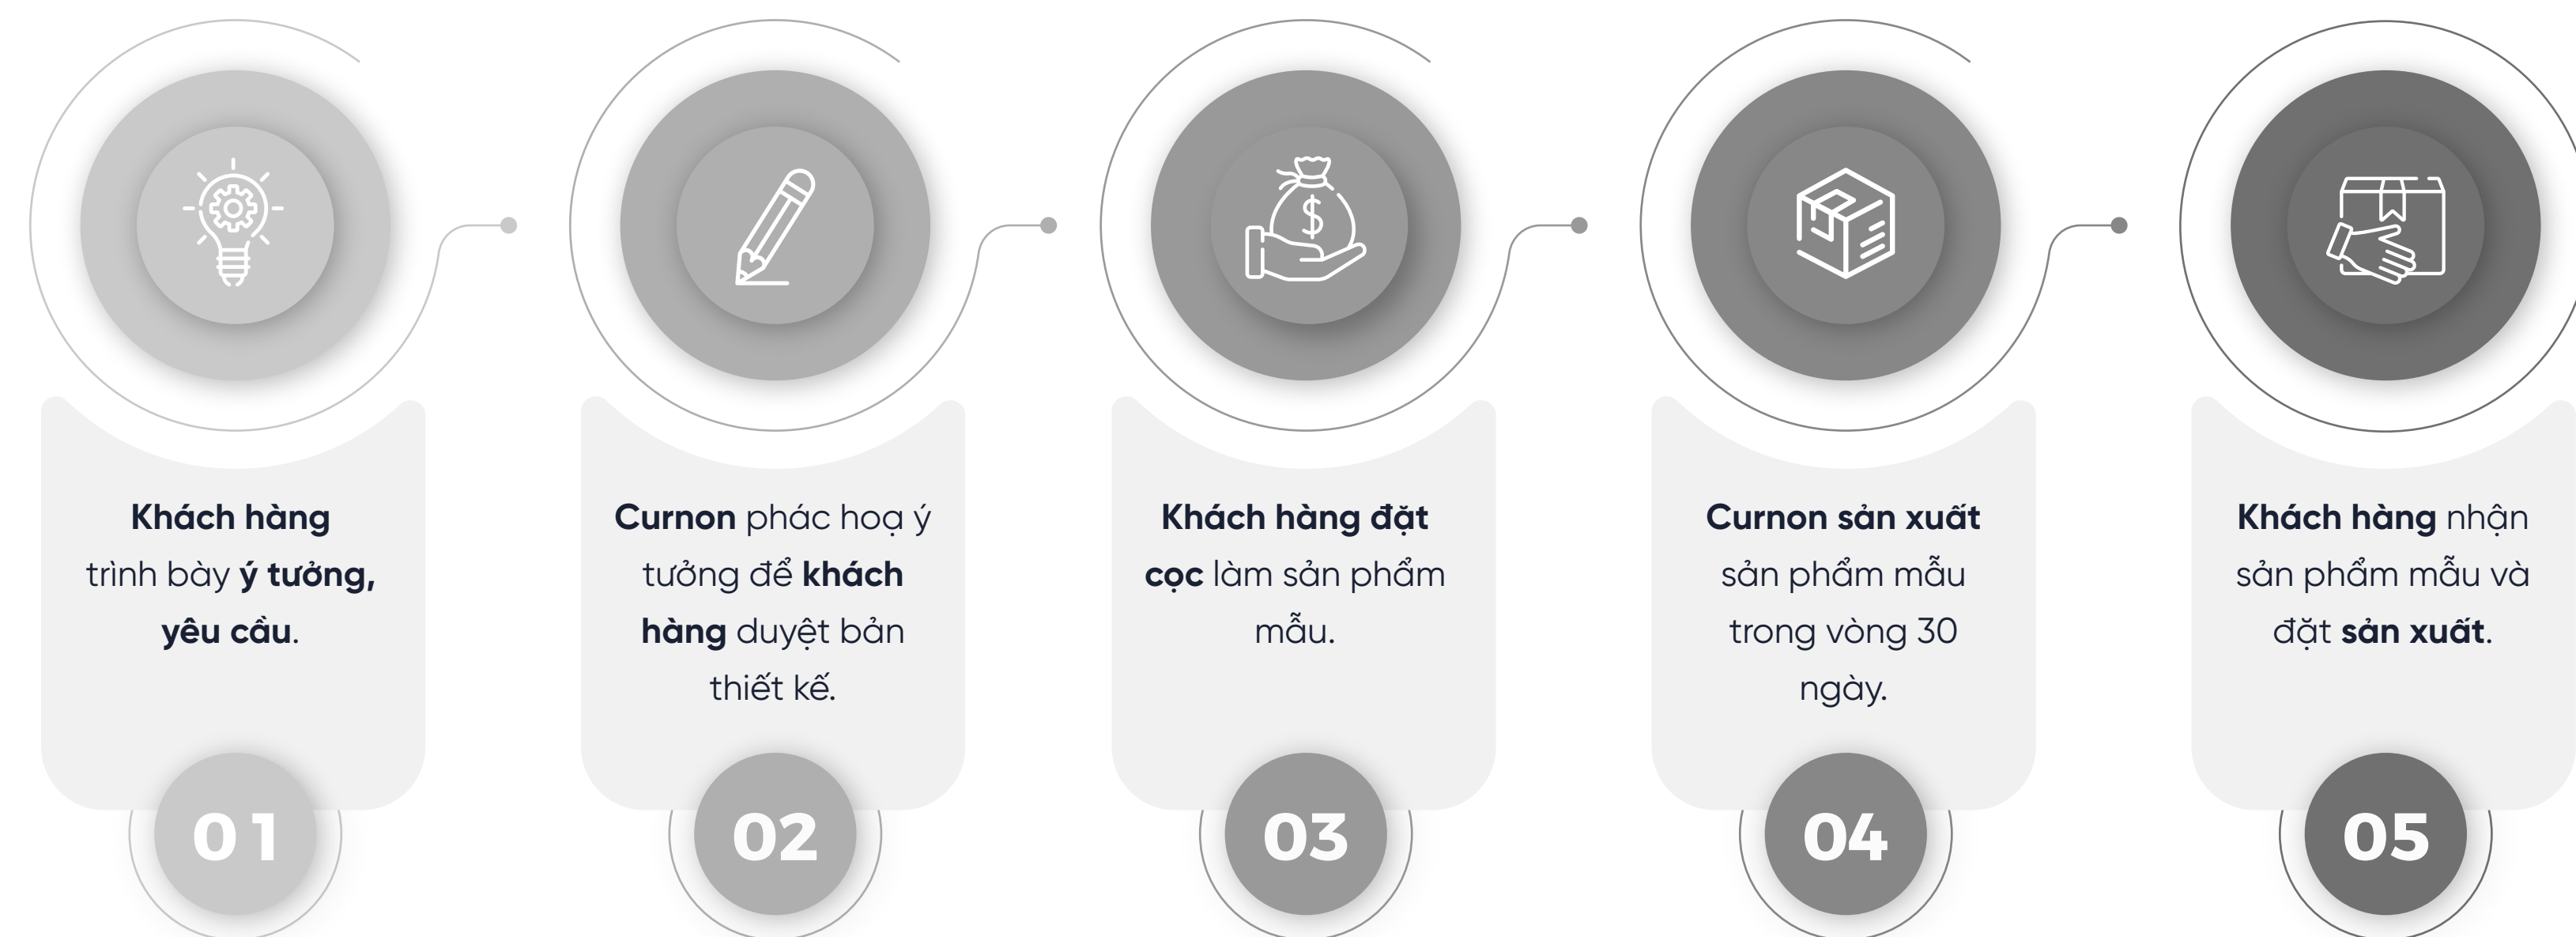 Khách hàng
trình bày ý tưởng,
yêu cầu.
01
Curnon phác hoạ ý
tưởng để khách
hàng duyệt bản
thiết kế.
02
Khách hàng đặt
cọc làm sản phẩm
mẫu.
03
Curnon sản xuất
sản phẩm mẫu
trong vòng 30
ngày.
04
Khách hàng nhận
sản phẩm mẫu và
đặt sản xuất.
05